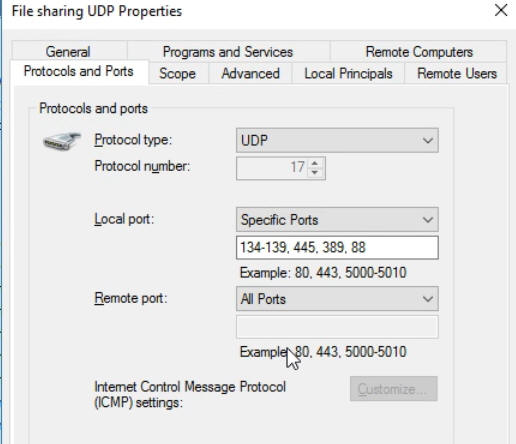 File sharing UDP Properties
General Programs and Services Remote Computers
Protocols and Ports Scope Advanced Local Principals Remote Users
Protocols and ports
Protocol type: UDP
Protocol number: 17
Local port: Specific Ports
134-139, 445, 389, 88
Example: 80, 443, 5000-5010
Remote port: All Ports
Example: 80, 443, 5000-5010
Internet Control Message Protocol
(ICMP) settings: Customize...